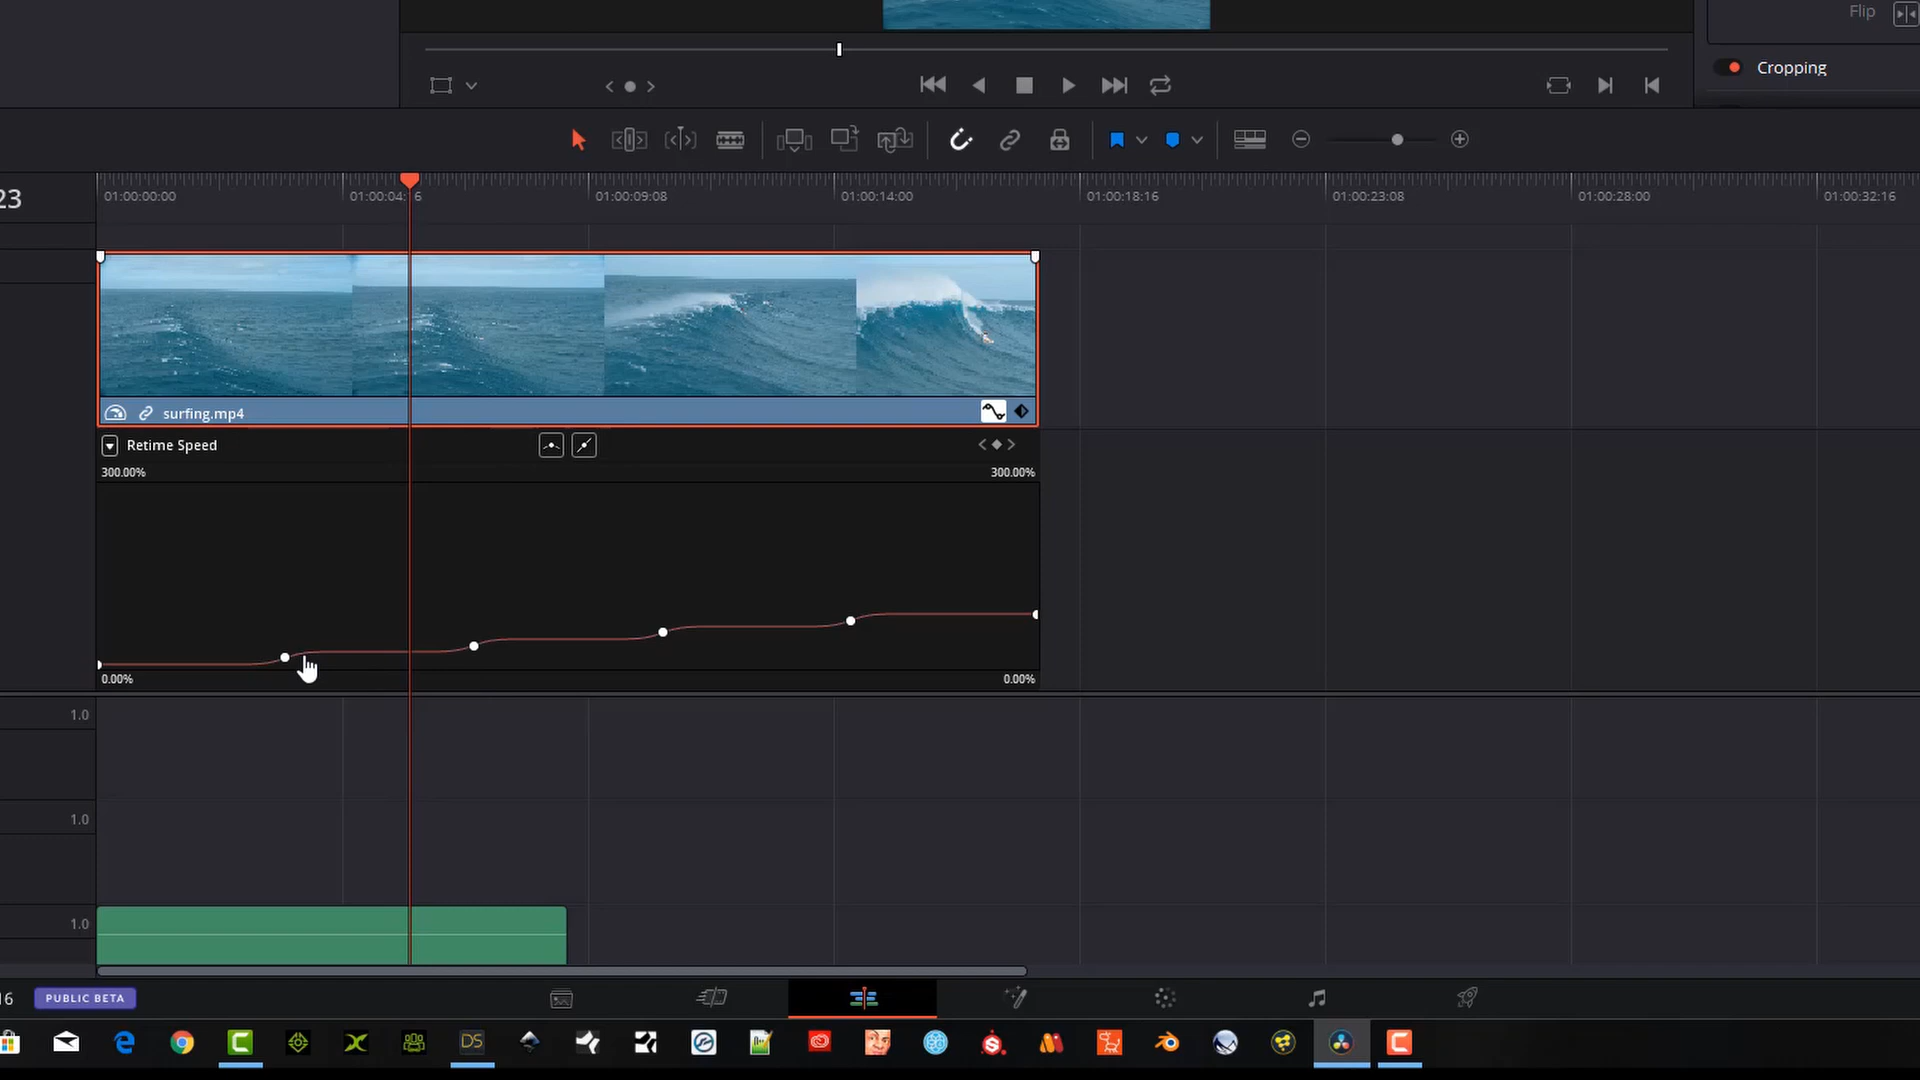 Flip
Cropping
23
01:00:00:00
01:00:04:16
01:00:09:08
01:00:14:00
01:00:18:16
01:00:23:08
01:00:28:00
01:00:32:16
surfing.mp4
Retime Speed
300.00%
300.00%
0.00%
0.00%
1.0
1.0
1.0
16
PUBLIC BETA
DS